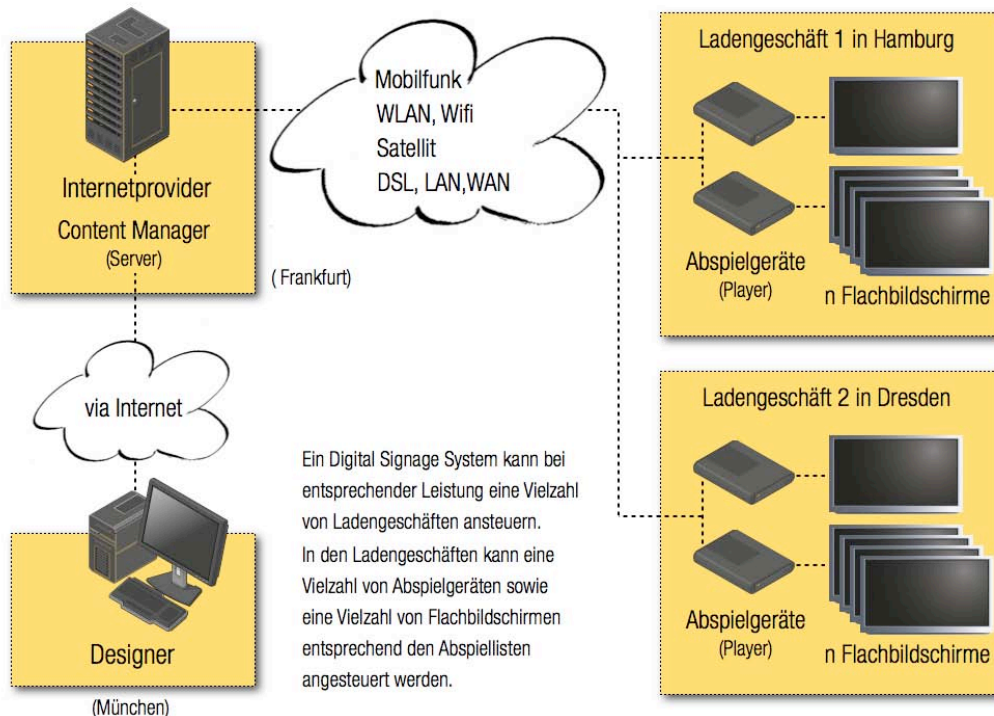 Internetprovider
Content Manager
(Server)
( Frankfurt)
Mobilfunk
WLAN, Wifi
Satellit
DSL, LAN,WAN
Ladengeschäft 1 in Hamburg
Abspielgeräte
(Player)
n Flachbildschirme
via Internet
Designer
(München)
Ein Digital Signage System kann bei
entsprechender Leistung eine Vielzahl
von Ladengeschäften ansteuern.
In den Ladengeschäften kann eine
Vielzahl von Abspielgeräten sowie
eine Vielzahl von Flachbildschirmen
entsprechend den Abspiellisten
angesteuert werden.
Ladengeschäft 2 in Dresden
Abspielgeräte
(Player)
n Flachbildschirme